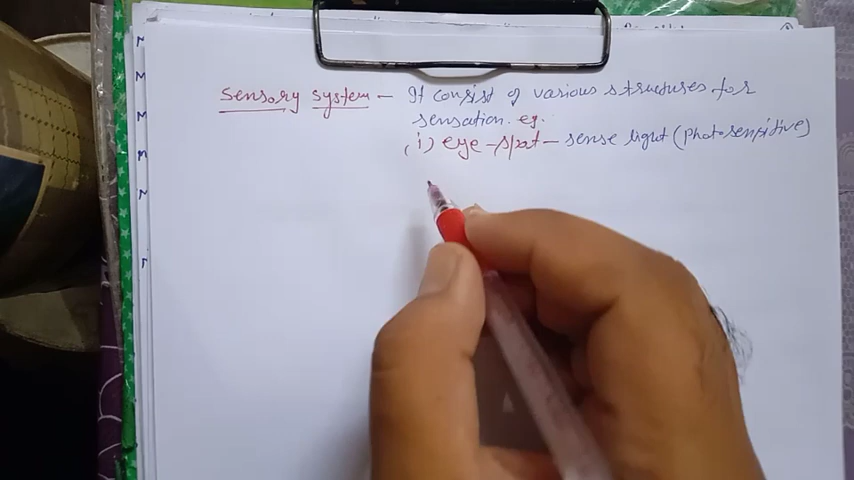 Sensory system — It consist of various structures for
sensation. eg.
(i) eye-spot — sense light (photosensitive)